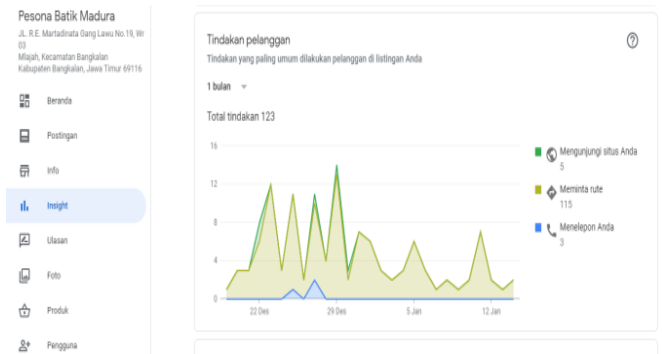 Pesona Batik Madura
JL. R.E. Martadinata Gang Lawu No.19, Wr
03
Mlajah, Kecamatan Bangkalan
Kabupaten Bangkalan, Jawa Timur 69116
Beranda
Postingan
Info
Insight
Ulasan
Foto
Produk
Pengguna
Tindakan pelanggan
Tindakan yang paling umum dilakukan pelanggan di listingan Anda
1 bulan
Total tindakan 123
16
12
8
4
0
22 Des
29 Des
5 Jan
12 Jan
Mengunjungi situs Anda
5
Meminta rute
115
Menelepon Anda
3